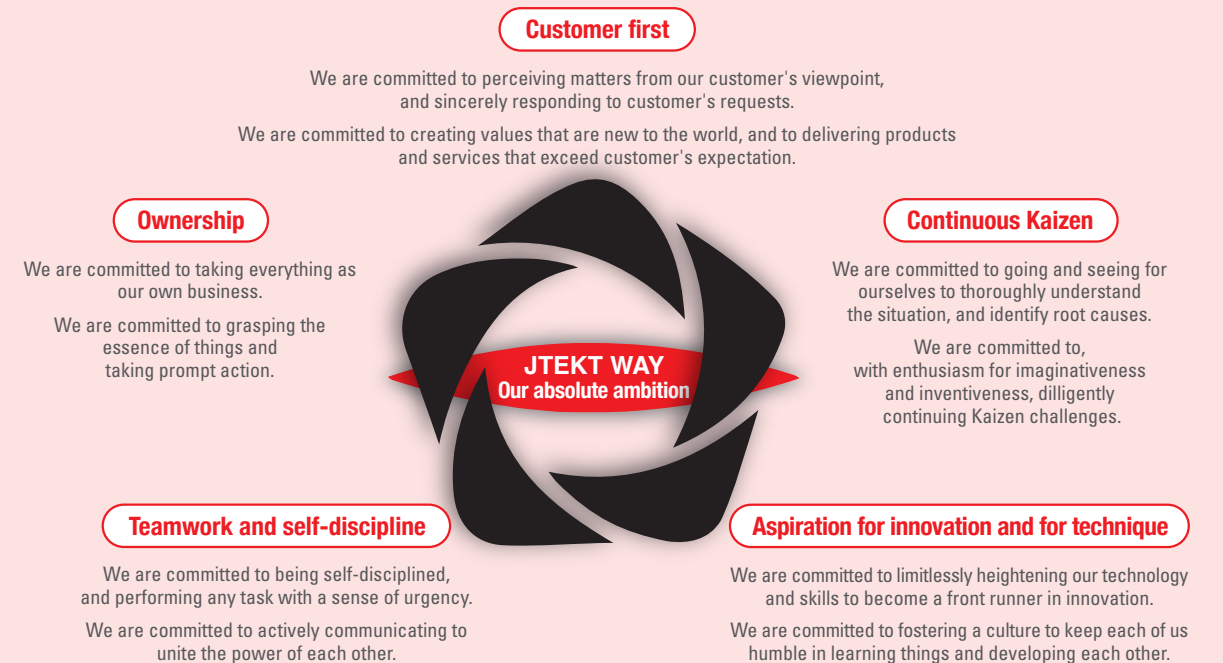 Customer first
We are committed to perceiving matters from our customer's viewpoint,
and sincerely responding to customer's requests.
We are committed to creating values that are new to the world, and to delivering products
and services that exceed customer's expectation.
Ownership
We are committed to taking everything as
our own business.
We are committed to grasping the
essence of things and
taking prompt action.
Continuous Kaizen
We are committed to going and seeing for
ourselves to thoroughly understand
the situation, and identify root causes.
We are committed to,
with enthusiasm for imaginativeness
and inventiveness, dilligently
continuing Kaizen challenges.
JTEKT WAY
Our absolute ambition
Teamwork and self-discipline
We are committed to being self-disciplined,
and performing any task with a sense of urgency.
We are committed to actively communicating to
unite the power of each other.
Aspiration for innovation and for technique
We are committed to limitlessly heightening our technology
and skills to become a front runner in innovation.
We are committed to fostering a culture to keep each of us
humble in learning things and developing each other.